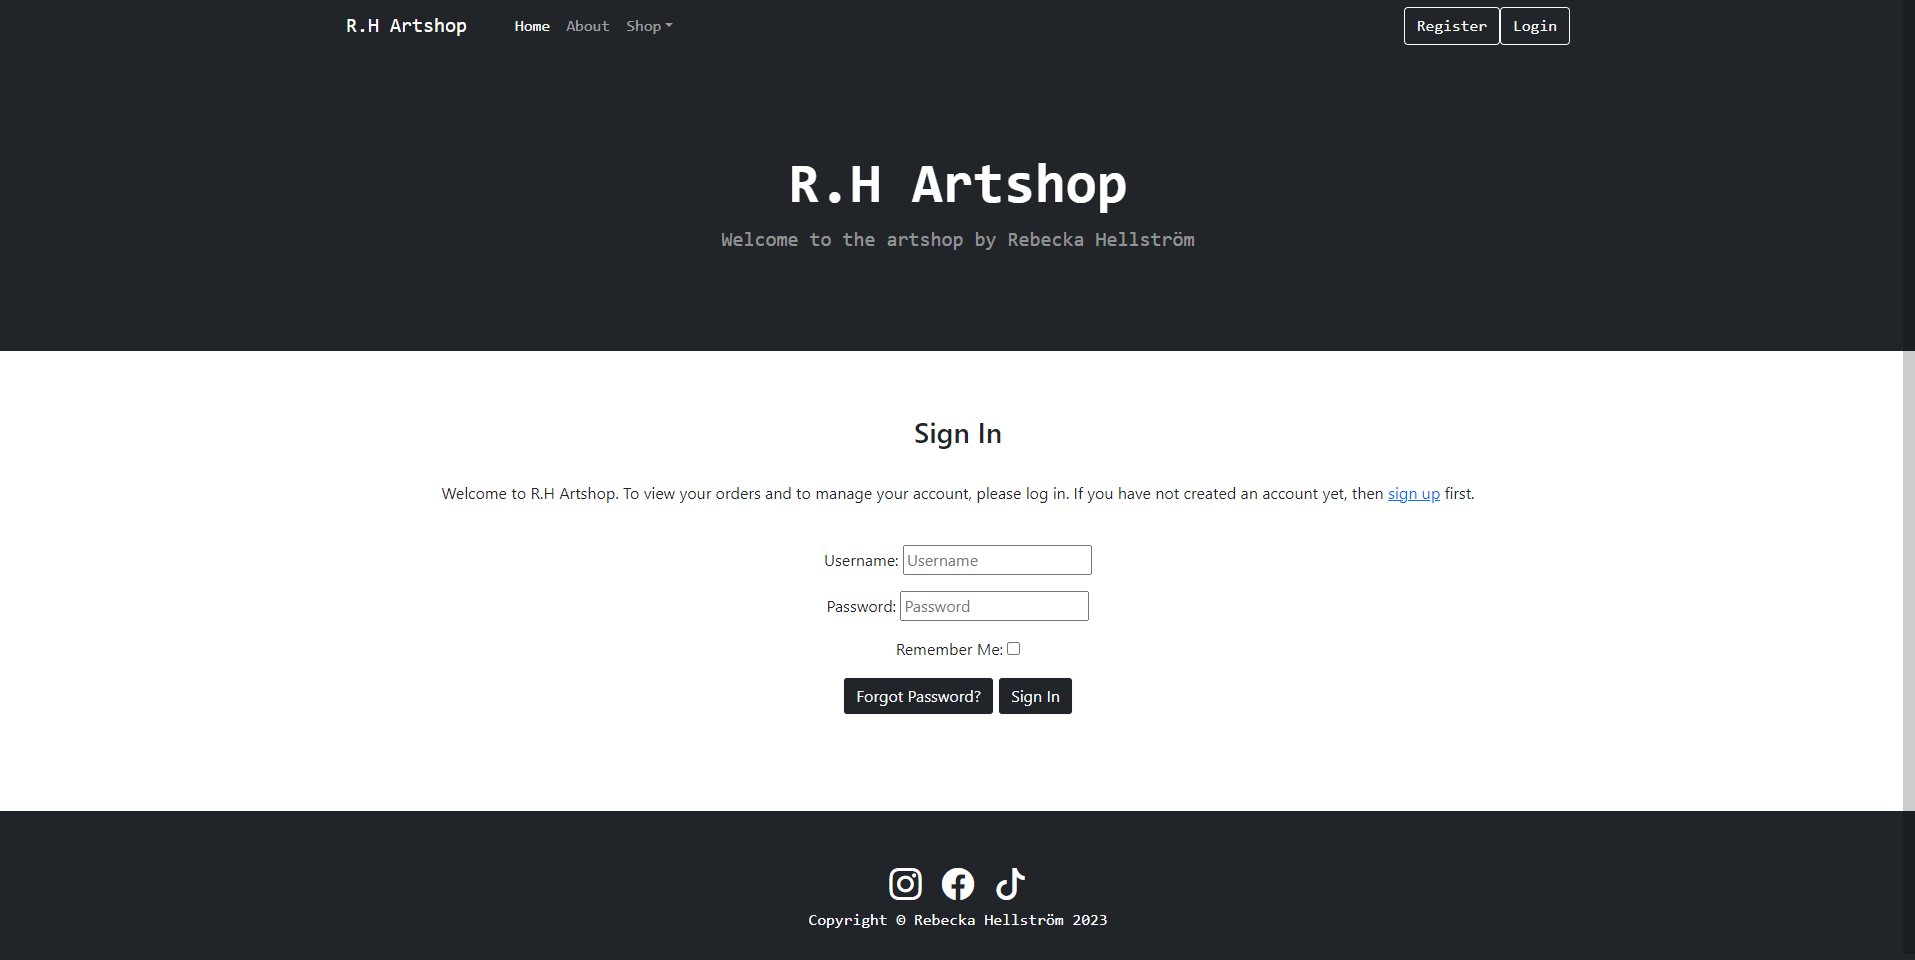 R.H Artshop Home About Shop Register Login
R.H Artshop
Welcome to the artshop by Rebecka Hellström
Sign In
Welcome to R.H Artshop. To view your orders and to manage your account, please log in. If you have not created an account yet, then sign up first.
Username: Username
Password: Password
Remember Me:
Forgot Password? Sign In
Copyright © Rebecka Hellström 2023